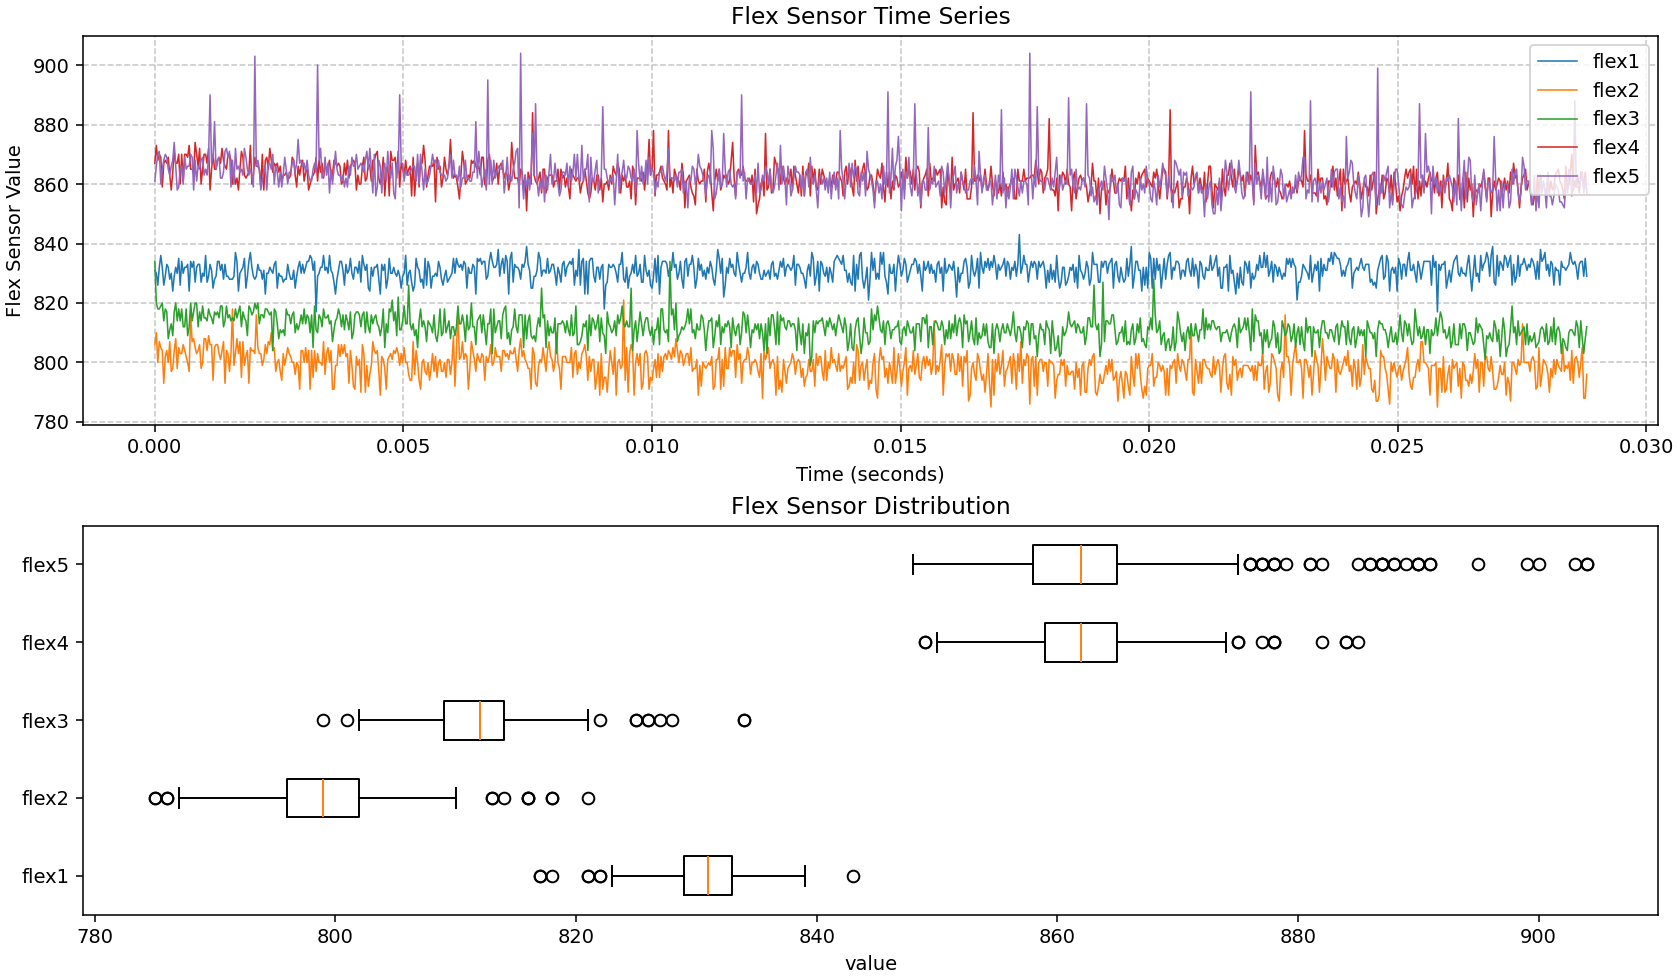 Flex Sensor Time Series
Flex Sensor Value
900
880
860
840
820
800
780
flex1
flex2
flex3
flex4
flex5
0.000 0.005 0.010 0.015 0.020 0.025 0.030
Time (seconds)
Flex Sensor Distribution
flex5
flex4
flex3
flex2
flex1
780 800 820 840 860 880 900
value